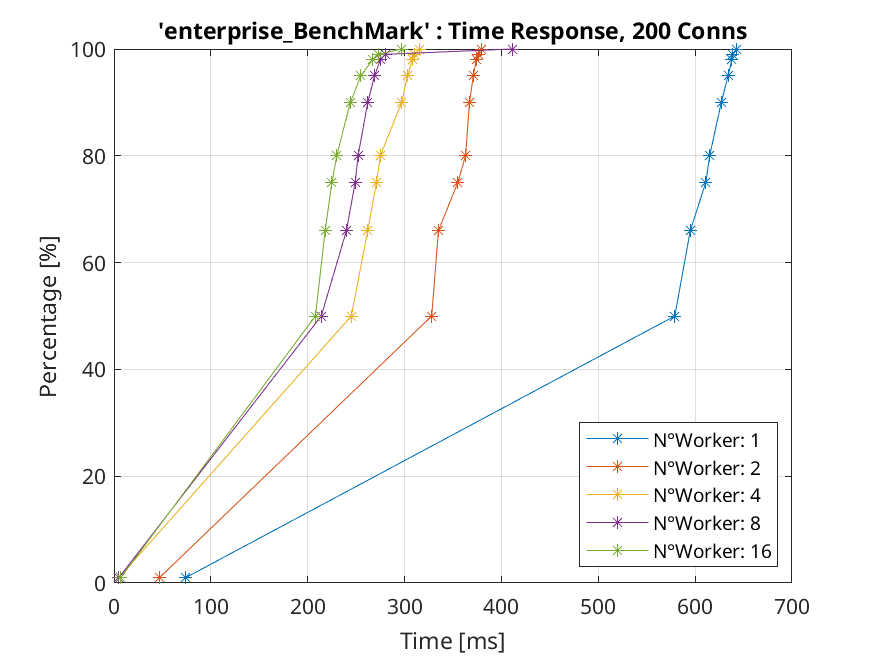 'enterprise_BenchMark' : Time Response, 200 Conns
100
80
60
40
20
0
Percentage [%]
0 100 200 300 400 500 600 700
Time [ms]
N°Worker: 1
N°Worker: 2
N°Worker: 4
N°Worker: 8
N°Worker: 16